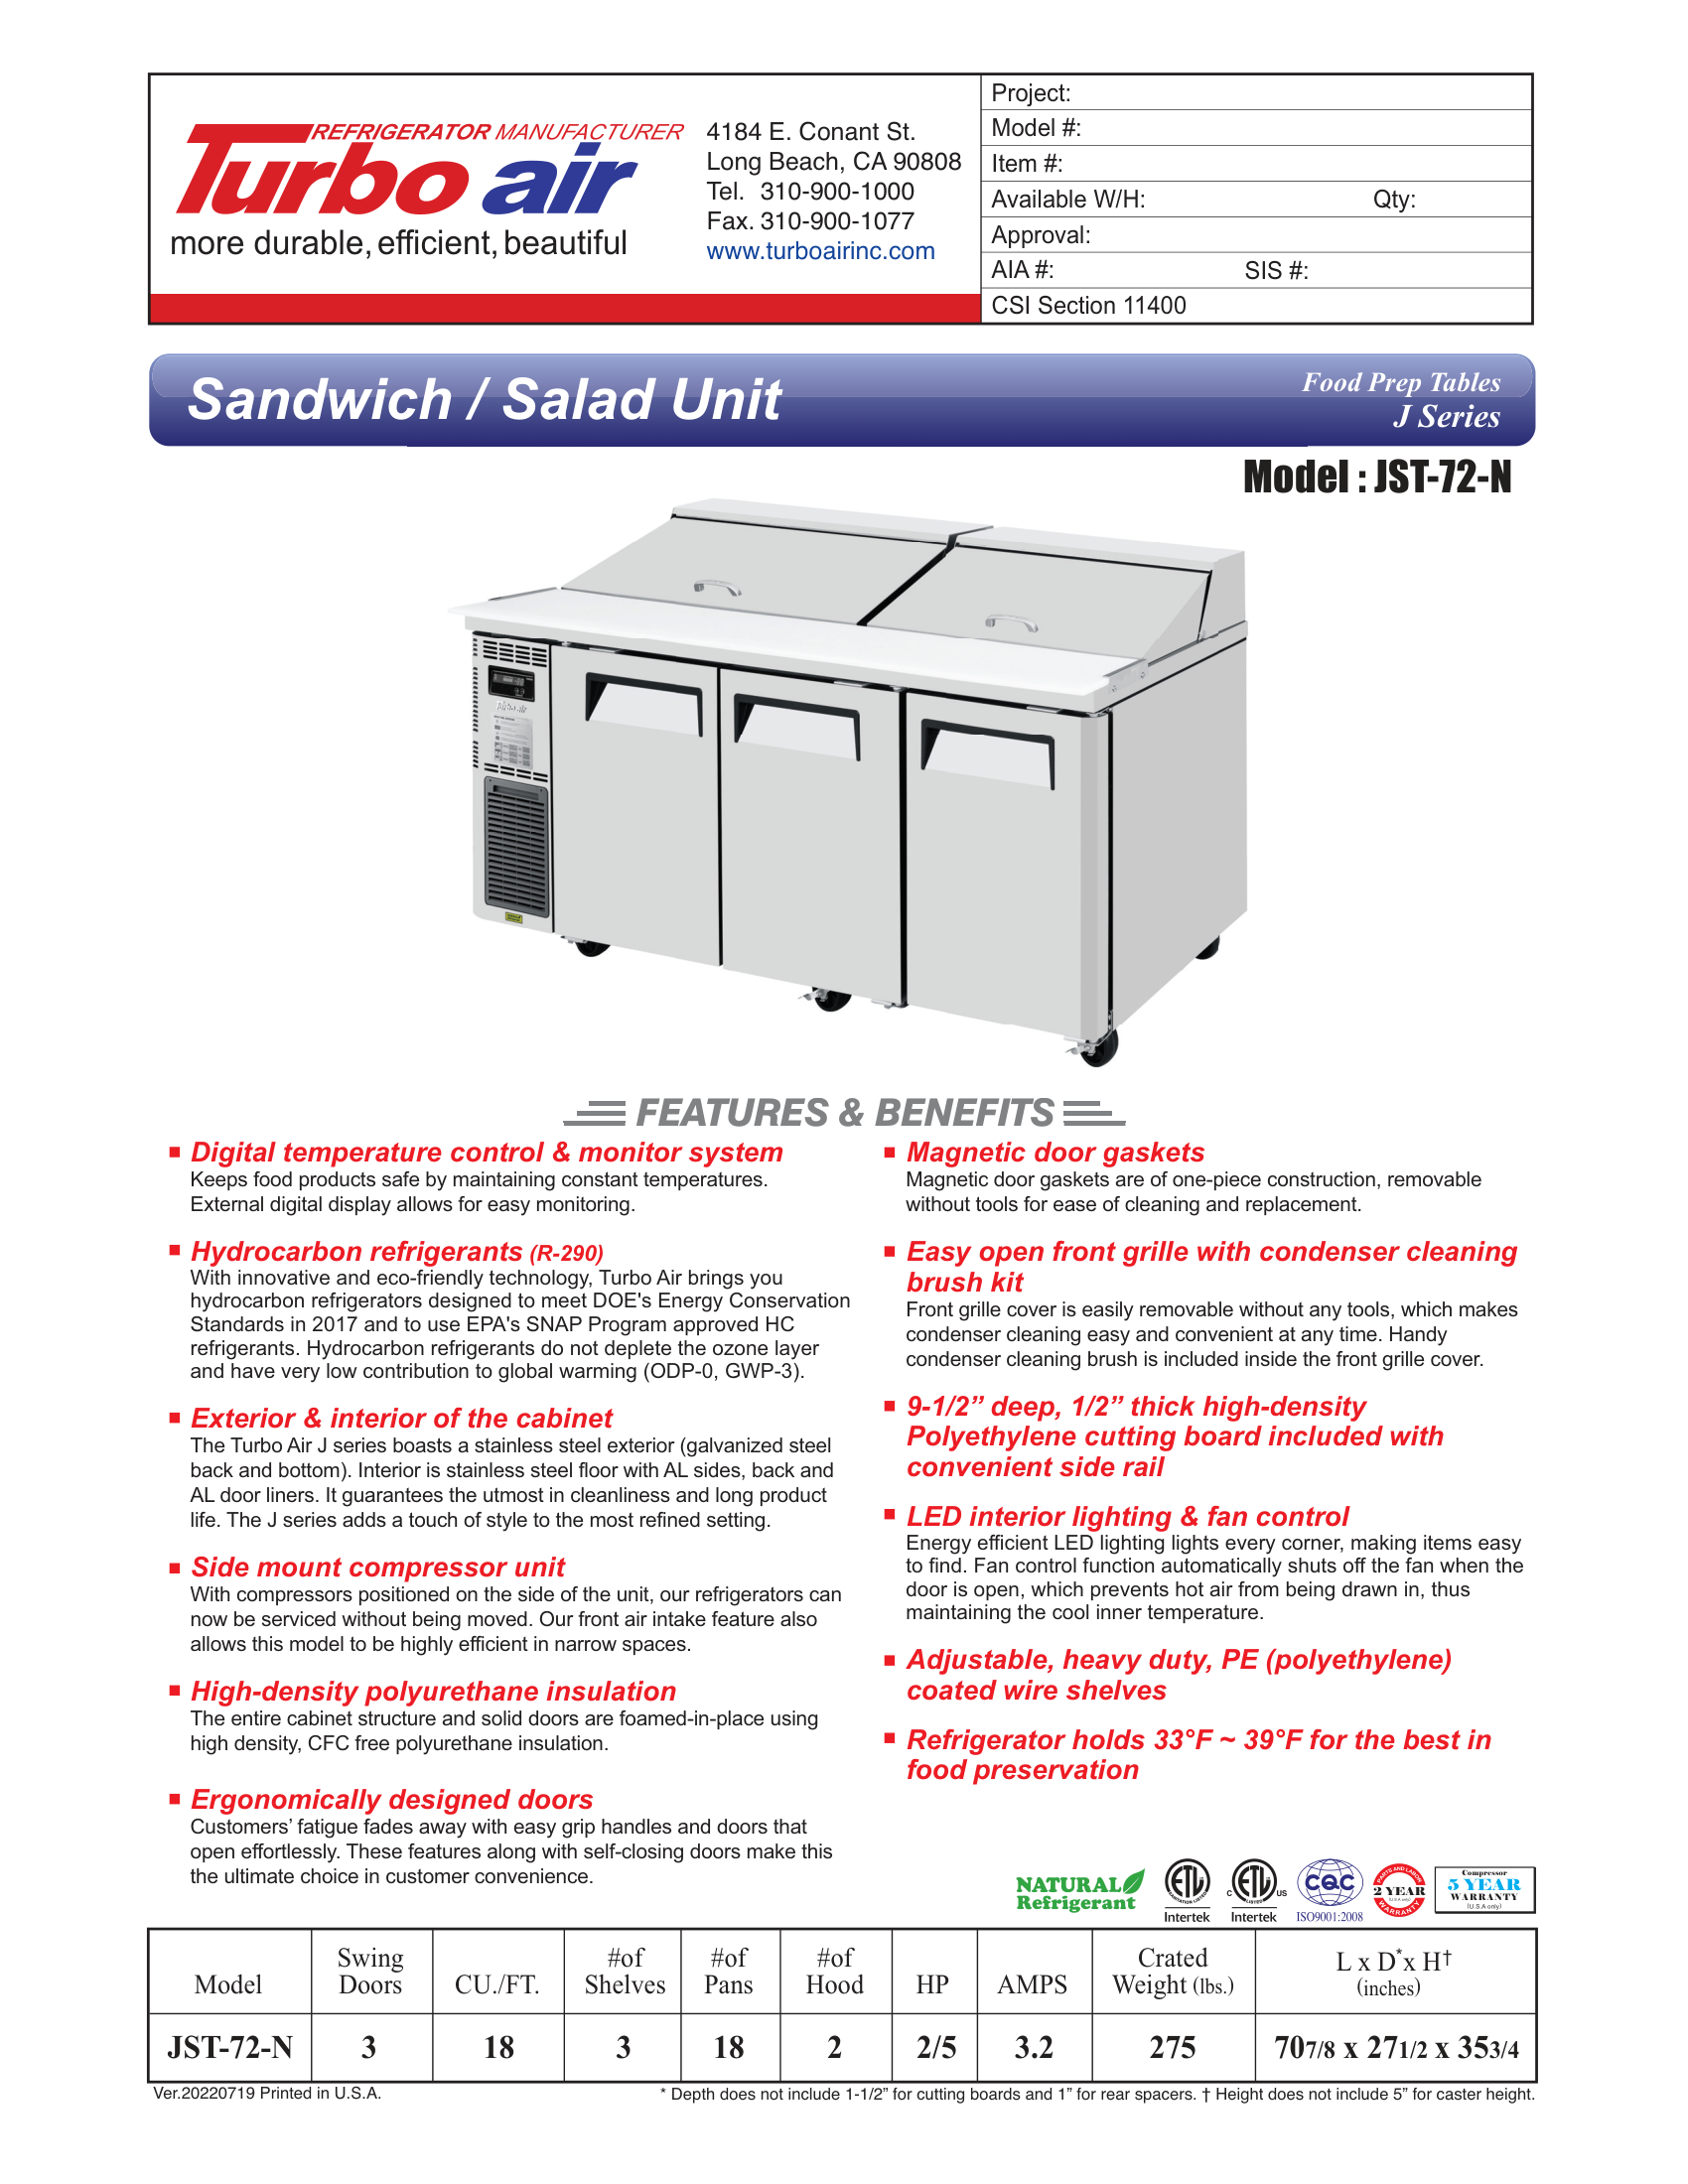 REFRIGERATOR MANUFACTURER
Turbo air
more durable, efficient, beautiful
4184 E. Conant St.
Long Beach, CA 90808
Tel. 310-900-1000
Fax. 310-900-1077
www.turboairinc.com
Project:
Model #:
Item #:
Available W/H: Qty:
Approval:
AIA #: SIS #:
CSI Section 11400
Sandwich / Salad Unit
Food Prep Tables
J Series
Model : JST-72-N
Turbo air
FEATURES & BENEFITS
Digital temperature control & monitor system
Keeps food products safe by maintaining constant temperatures.
External digital display allows for easy monitoring.
Hydrocarbon refrigerants (R-290)
With innovative and eco-friendly technology, Turbo Air brings you
hydrocarbon refrigerators designed to meet DOE's Energy Conservation
Standards in 2017 and to use EPA's SNAP Program approved HC
refrigerants. Hydrocarbon refrigerants do not deplete the ozone layer
and have very low contribution to global warming (ODP-0, GWP-3).
Exterior & interior of the cabinet
The Turbo Air J series boasts a stainless steel exterior (galvanized steel
back and bottom). Interior is stainless steel floor with AL sides, back and
AL door liners. It guarantees the utmost in cleanliness and long product
life. The J series adds a touch of style to the most refined setting.
Side mount compressor unit
With compressors positioned on the side of the unit, our refrigerators can
now be serviced without being moved. Our front air intake feature also
allows this model to be highly efficient in narrow spaces.
High-density polyurethane insulation
The entire cabinet structure and solid doors are foamed-in-place using
high density, CFC free polyurethane insulation.
Ergonomically designed doors
Customers’ fatigue fades away with easy grip handles and doors that
open effortlessly. These features along with self-closing doors make this
the ultimate choice in customer convenience.
Magnetic door gaskets
Magnetic door gaskets are of one-piece construction, removable
without tools for ease of cleaning and replacement.
Easy open front grille with condenser cleaning
brush kit
Front grille cover is easily removable without any tools, which makes
condenser cleaning easy and convenient at any time. Handy
condenser cleaning brush is included inside the front grille cover.
9-1/2” deep, 1/2” thick high-density
Polyethylene cutting board included with
convenient side rail
LED interior lighting & fan control
Energy efficient LED lighting lights every corner, making items easy
to find. Fan control function automatically shuts off the fan when the
door is open, which prevents hot air from being drawn in, thus
maintaining the cool inner temperature.
Adjustable, heavy duty, PE (polyethylene)
coated wire shelves
Refrigerator holds 33°F ~ 39°F for the best in
food preservation
NATURAL
Refrigerant
ETL
SANITATION LISTED
Intertek
C ETL US
LISTED
Intertek
CQC
ISO9001:2008
PARTS AND LABOR
2 YEAR
(U.S.A only)
WARRANTY
Compressor
5 YEAR
WARRANTY
(U.S.A only)
Model Swing Doors CU./FT. #of Shelves #of Pans #of Hood HP AMPS Crated Weight (lbs.) L x D* x H† (inches)
JST-72-N 3 18 3 18 2 2/5 3.2 275 707/8 x 271/2 x 353/4
Ver.20220719 Printed in U.S.A.
* Depth does not include 1-1/2” for cutting boards and 1” for rear spacers. † Height does not include 5” for caster height.